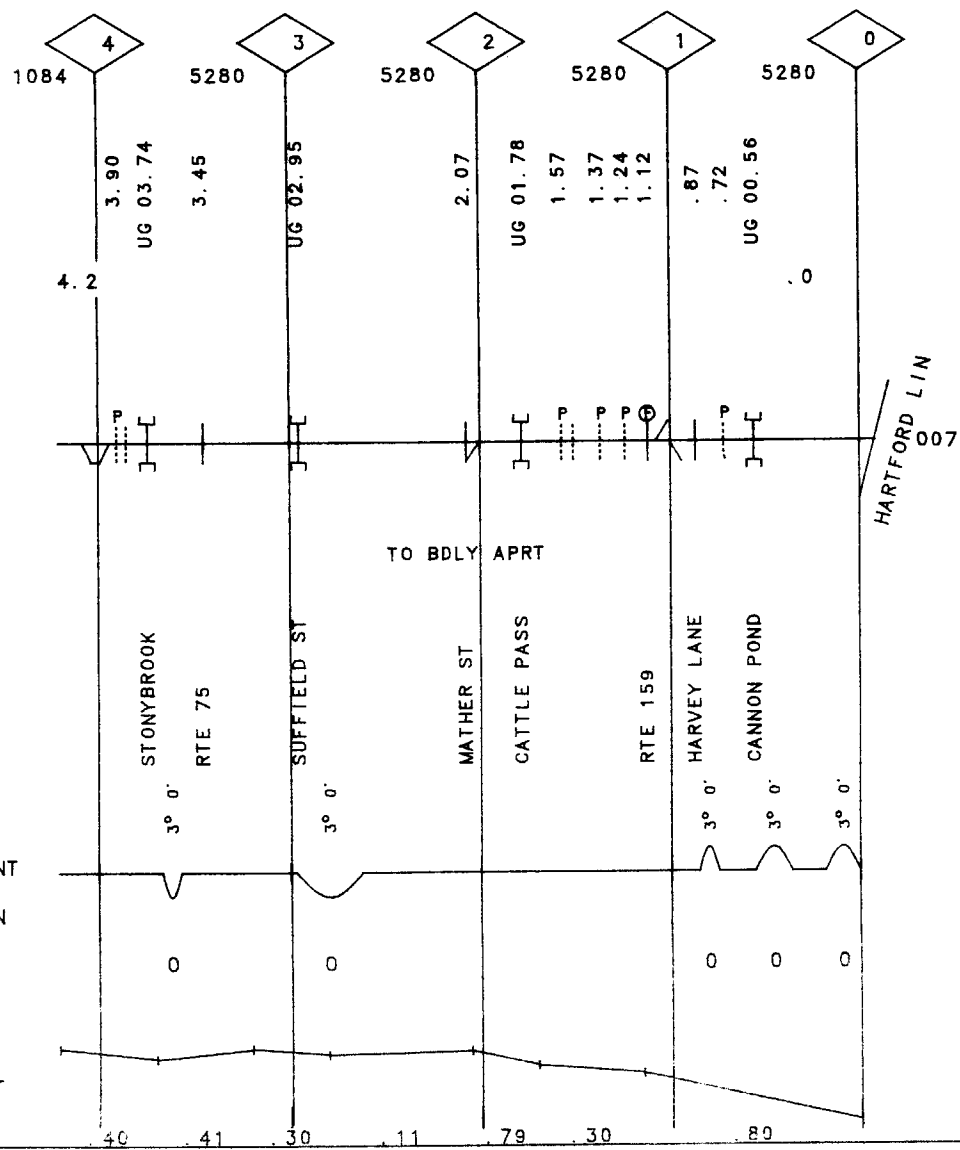 4 3 2 1 0
1084 5280 5280 5280 5280
3.90
UG 03.74
3.45
UG 02.95
2.07
UG 01.78
1.57
1.37
1.24
1.12
.87
.72
UG 00.56
4.2
.0
P P P P P P
HARTFORD LIN
007
TO BDLY APRT
STONYBROOK
RTE 75
SUFFIELD ST
MATHER ST
CATTLE PASS
RTE 159
HARVEY LANE
CANNON POND
3° 0' 3° 0' 3° 0' 3° 0' 3° 0'
NT
N
0 0 0 0 0
T
.40 .41 .30 .11 .79 .30 .80